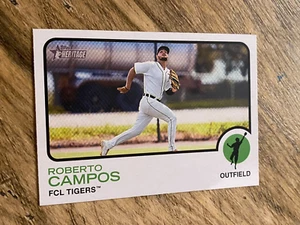 HERITAGE
ROBERTO
CAMPOS
FCL TIGERS™
OUTFIELD